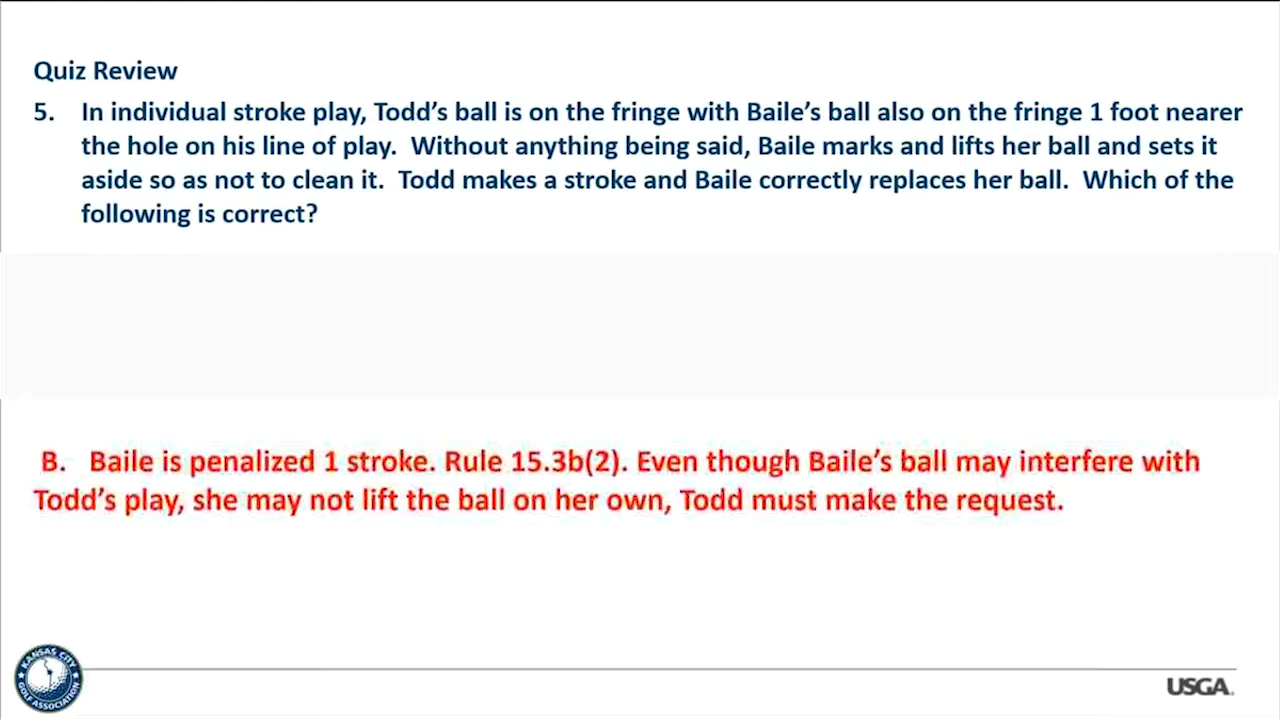 Quiz Review
5. In individual stroke play, Todd's ball is on the fringe with Baile's ball also on the fringe 1 foot nearer
the hole on his line of play. Without anything being said, Baile marks and lifts her ball and sets it
aside so as not to clean it. Todd makes a stroke and Baile correctly replaces her ball. Which of the
following is correct?
B. Baile is penalized 1 stroke. Rule 15.3b(2). Even though Baile's ball may interfere with
Todd's play, she may not lift the ball on her own, Todd must make the request.
KANSAS CITY
GOLF ASSOCIATION
USGA.